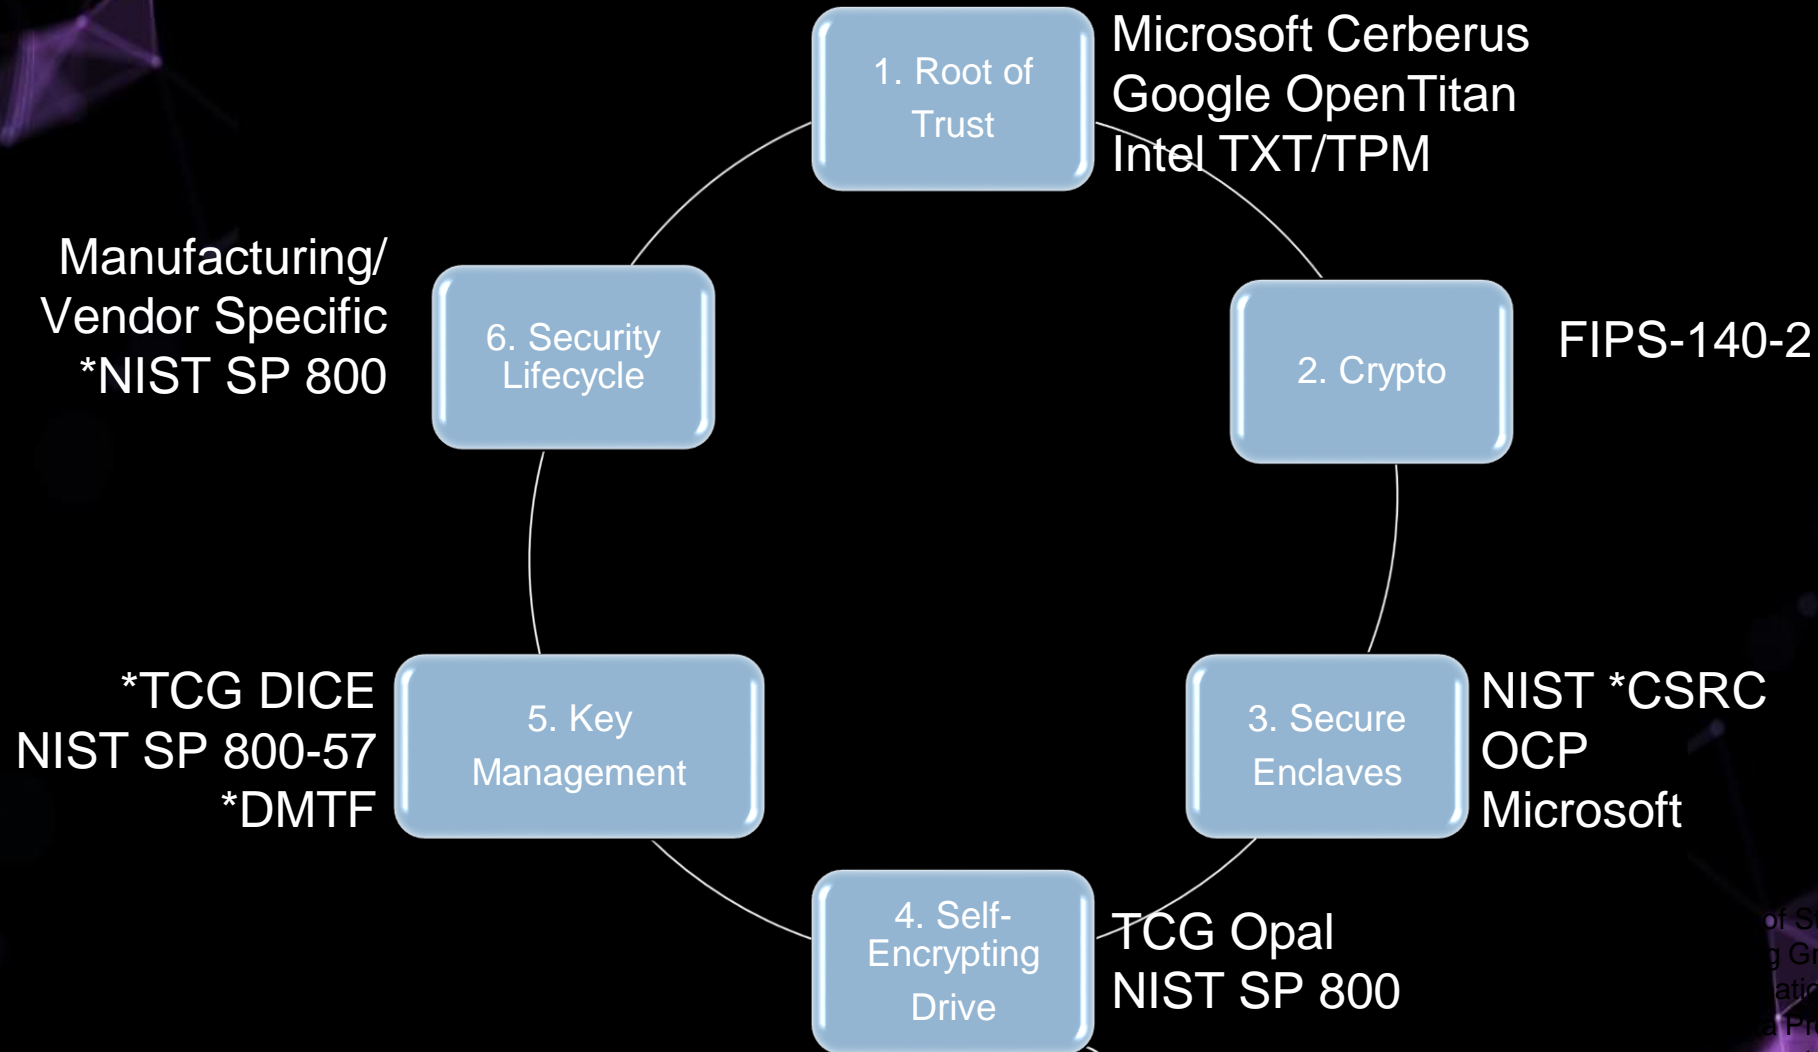 1. Root of
Trust
Microsoft Cerberus
Google OpenTitan
Intel TXT/TPM
2. Crypto
FIPS-140-2
3. Secure
Enclaves
NIST *CSRC
OCP
Microsoft
4. Self-
Encrypting
Drive
TCG Opal
NIST SP 800
5. Key
Management
*TCG DICE
NIST SP 800-57
*DMTF
6. Security
Lifecycle
Manufacturing/
Vendor Specific
*NIST SP 800